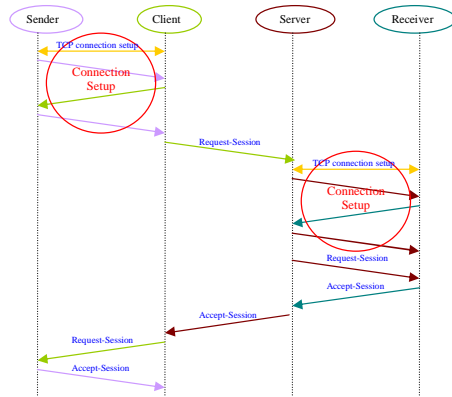 Sender
Client
Server
Receiver
TCP connection setup
Connection
Setup
Request-Session
TCP connection setup
Connection
Setup
Request-Session
Accept-Session
Accept-Session
Request-Session
Accept-Session